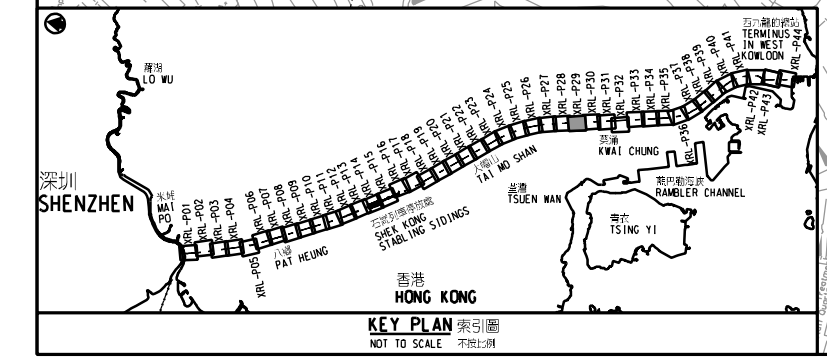 羅湖
LO WU
深圳
SHENZHEN
米埔
MAI
PO
XRL-P01
XRL-P02
XRL-P03
XRL-P04
XRL-P05
XRL-P06
XRL-P07
XRL-P08
XRL-P09
XRL-P10
XRL-P11
XRL-P12
XRL-P13
XRL-P14
XRL-P15
XRL-P16
XRL-P17
XRL-P18
XRL-P19
XRL-P20
XRL-P21
XRL-P22
XRL-P23
XRL-P24
XRL-P25
XRL-P26
XRL-P27
XRL-P28
XRL-P29
XRL-P30
XRL-P31
XRL-P32
XRL-P33
XRL-P34
XRL-P35
XRL-P36
XRL-P37
XRL-P38
XRL-P39
XRL-P40
XRL-P41
XRL-P42
XRL-P43
XRL-P44
西九龍的總站
TERMINUS
IN WEST
KOWLOON
八鄉
PAT HEUNG
石崗列車停放處
SHEK KONG
STABLING SIDINGS
大帽山
TAI MO SHAN
葵涌
KWAI CHUNG
荃灣
TSUEN WAN
藍巴勒海峽
RAMBLER CHANNEL
青衣
TSING YI
香港
HONG KONG
KEY PLAN 索引圖
NOT TO SCALE 不按比例